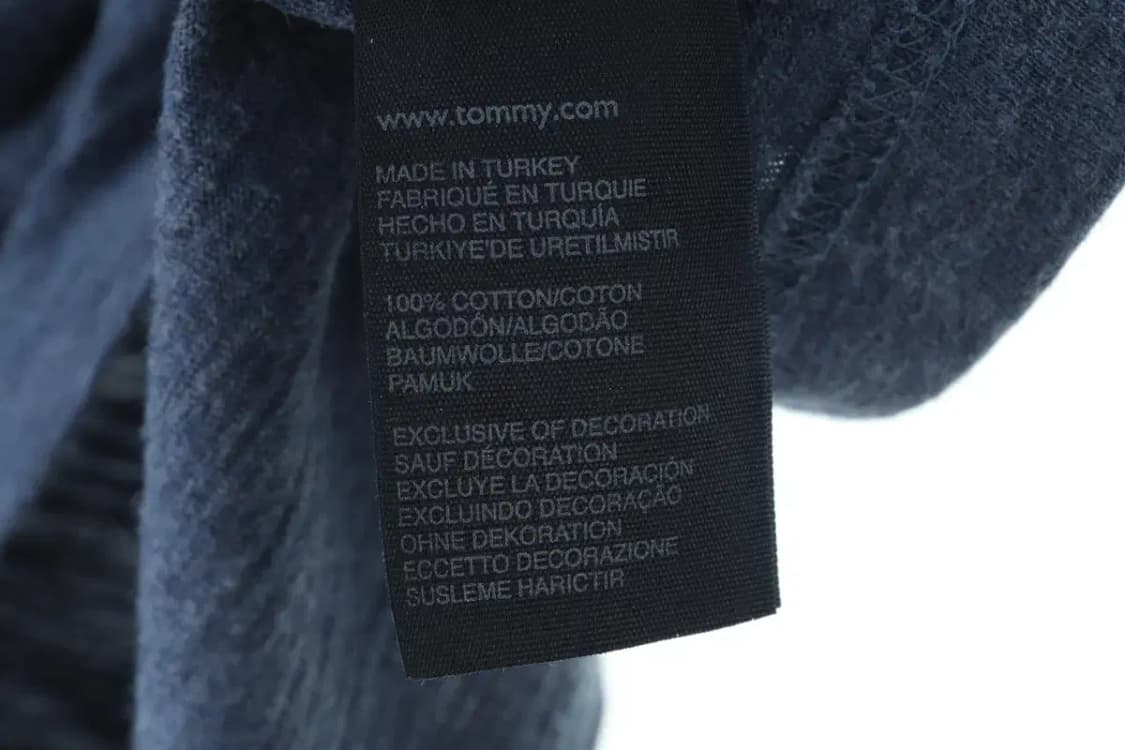 www.tommy.com
MADE IN TURKEY
FABRIQUÉ EN TURQUIE
HECHO EN TURQUÍA
TURKIYE'DE URETILMISTIR
100% COTTON/COTON
ALGODÓN/ALGODÃO
BAUMWOLLE/COTONE
PAMUK
EXCLUSIVE OF DECORATION
SAUF DÉCORATION
EXCLUYE LA DECORACIÓN
EXCLUINDO DECORAÇÃO
OHNE DEKORATION
ECCETTO DECORAZIONE
SUSLEME HARICTIR